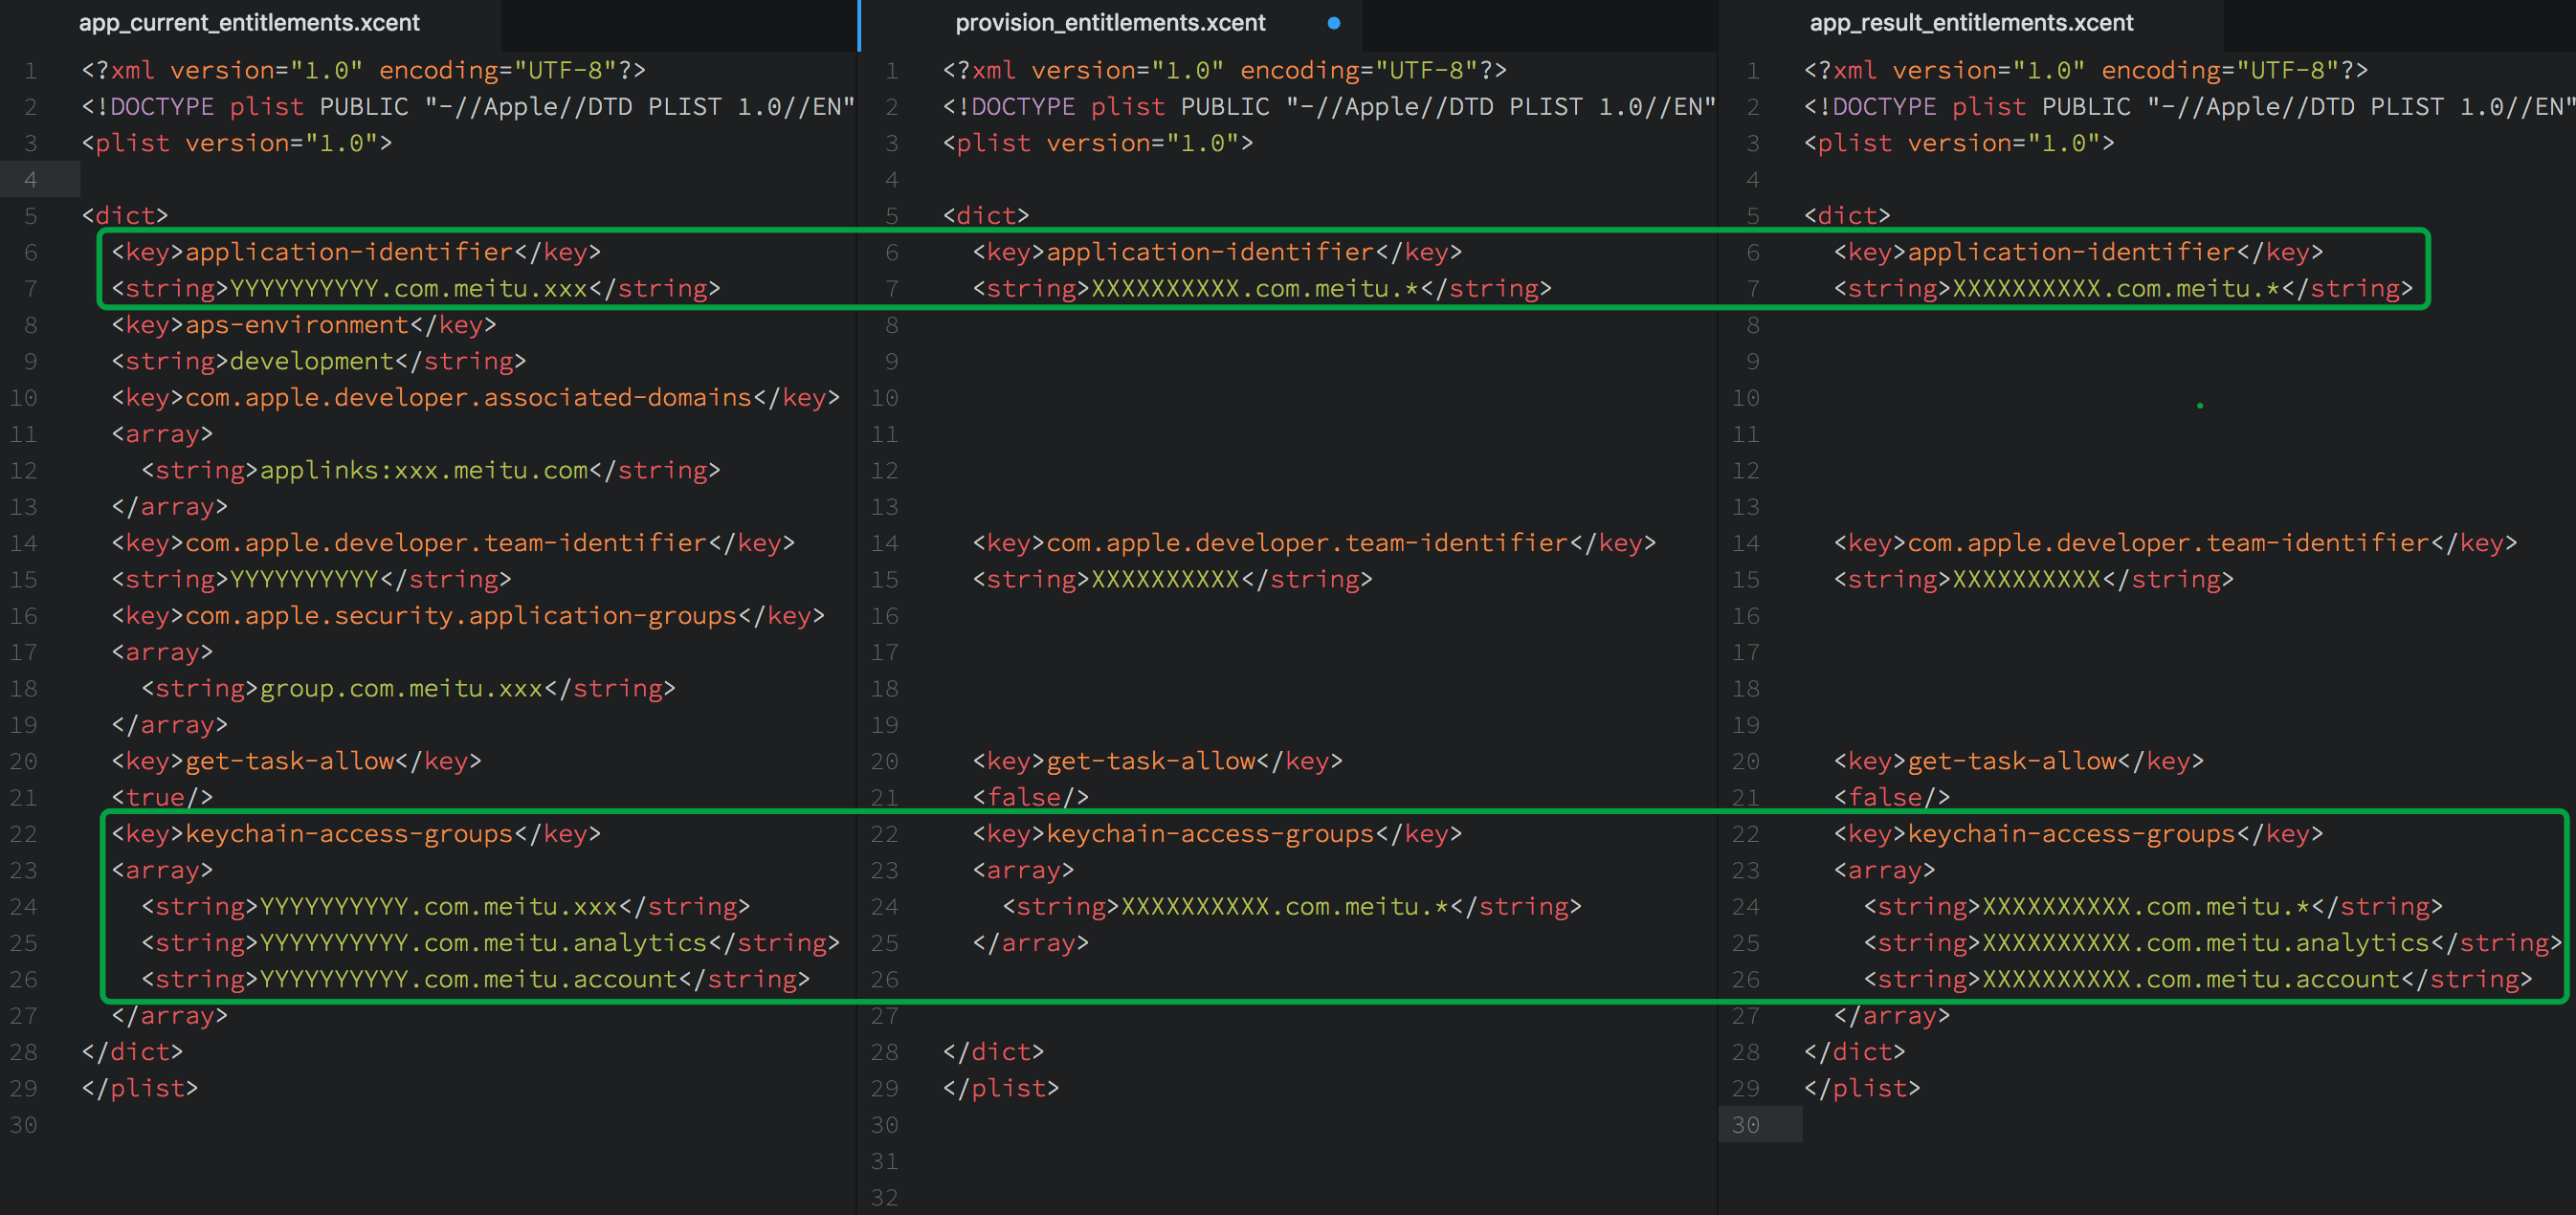 app_current_entitlements.xcent
1 <?xml version="1.0" encoding="UTF-8"?>
2 <!DOCTYPE plist PUBLIC "-//Apple//DTD PLIST 1.0//EN"
3 <plist version="1.0">
4
5 <dict>
6 <key>application-identifier</key>
7 <string>YYYYYYYYYY.com.meitu.xxx</string>
8 <key>aps-environment</key>
9 <string>development</string>
10 <key>com.apple.developer.associated-domains</key>
11 <array>
12 <string>applinks:xxx.meitu.com</string>
13 </array>
14 <key>com.apple.developer.team-identifier</key>
15 <string>YYYYYYYYYY</string>
16 <key>com.apple.security.application-groups</key>
17 <array>
18 <string>group.com.meitu.xxx</string>
19 </array>
20 <key>get-task-allow</key>
21 <true/>
22 <key>keychain-access-groups</key>
23 <array>
24 <string>YYYYYYYYYY.com.meitu.xxx</string>
25 <string>YYYYYYYYYY.com.meitu.analytics</string>
26 <string>YYYYYYYYYY.com.meitu.account</string>
27 </array>
28 </dict>
29 </plist>
30
provision_entitlements.xcent
1 <?xml version="1.0" encoding="UTF-8"?>
2 <!DOCTYPE plist PUBLIC "-//Apple//DTD PLIST 1.0//EN"
3 <plist version="1.0">
4
5 <dict>
6 <key>application-identifier</key>
7 <string>XXXXXXXXXX.com.meitu.*</string>
8
9
10
11
12
13
14 <key>com.apple.developer.team-identifier</key>
15 <string>XXXXXXXXXX</string>
16
17
18
19
20 <key>get-task-allow</key>
21 <false/>
22 <key>keychain-access-groups</key>
23 <array>
24 <string>XXXXXXXXXX.com.meitu.*</string>
25 </array>
26
27
28 </dict>
29 </plist>
30
31
32
app_result_entitlements.xcent
1 <?xml version="1.0" encoding="UTF-8"?>
2 <!DOCTYPE plist PUBLIC "-//Apple//DTD PLIST 1.0//EN"
3 <plist version="1.0">
4
5 <dict>
6 <key>application-identifier</key>
7 <string>XXXXXXXXXX.com.meitu.*</string>
8
9
10
11
12
13
14 <key>com.apple.developer.team-identifier</key>
15 <string>XXXXXXXXXX</string>
16
17
18
19
20 <key>get-task-allow</key>
21 <false/>
22 <key>keychain-access-groups</key>
23 <array>
24 <string>XXXXXXXXXX.com.meitu.*</string>
25 <string>XXXXXXXXXX.com.meitu.analytics</string>
26 <string>XXXXXXXXXX.com.meitu.account</string>
27 </array>
28 </dict>
29 </plist>
30